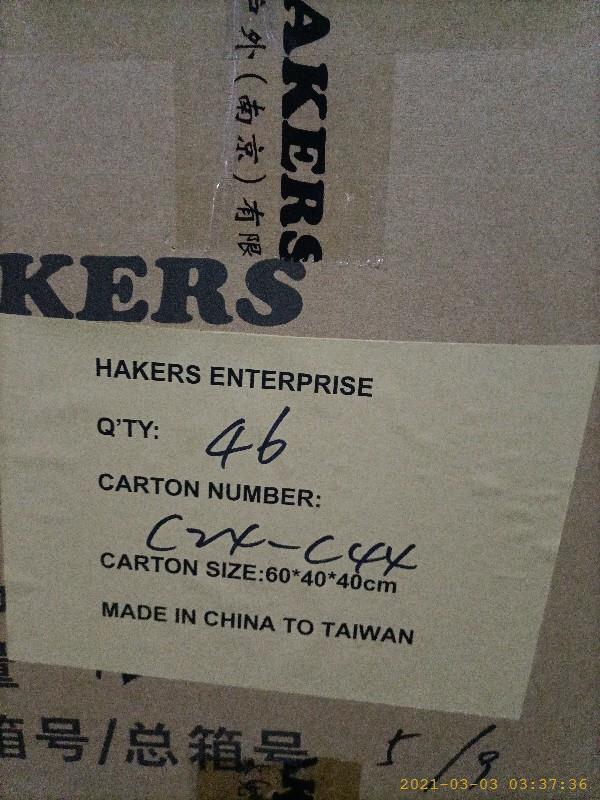 AKERS
户外(南京)有限
KERS
HAKERS ENTERPRISE
Q'TY: 46
CARTON NUMBER:
C24-C44
CARTON SIZE:60*40*40cm
MADE IN CHINA TO TAIWAN
箱号/总箱号 5/9
2021-03-03 03:37:36